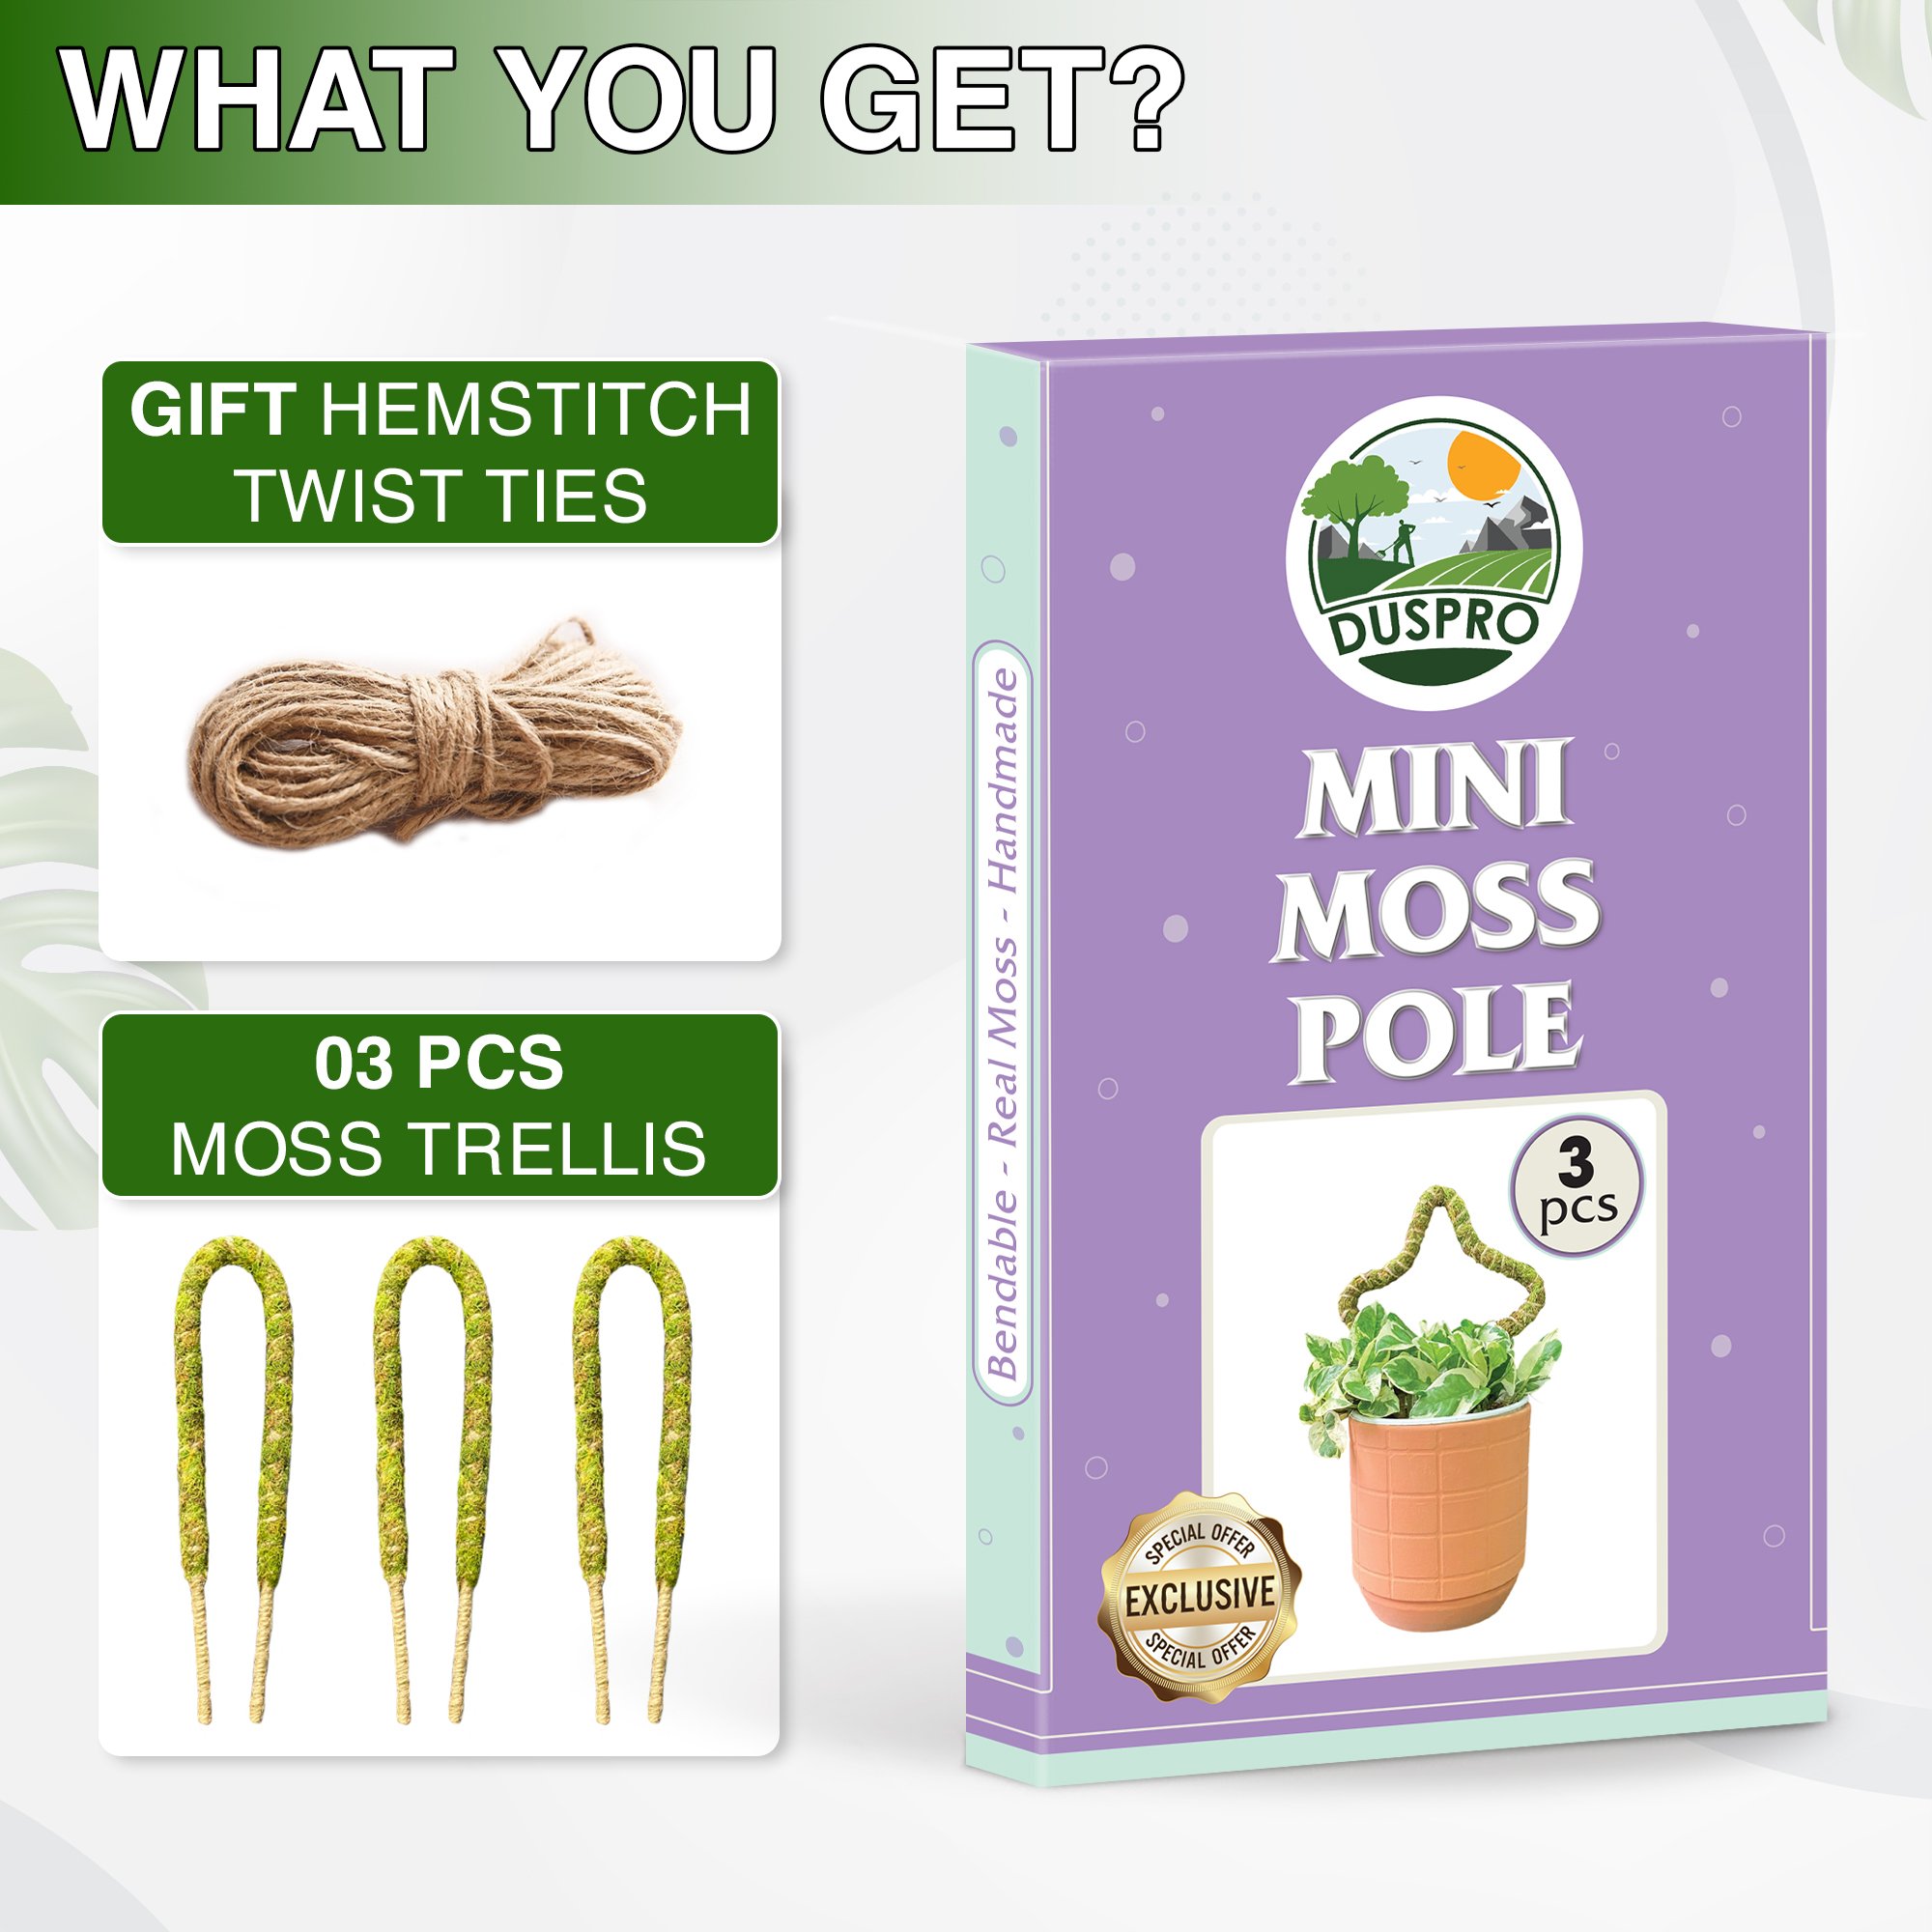 WHAT YOU GET?
GIFT HEMSTITCH
TWIST TIES
03 PCS
MOSS TRELLIS
Bendable - Real Moss - Handmade
DUSPRO
MINI
MOSS
POLE
3
pcs
SPECIAL OFFER
EXCLUSIVE
SPECIAL OFFER